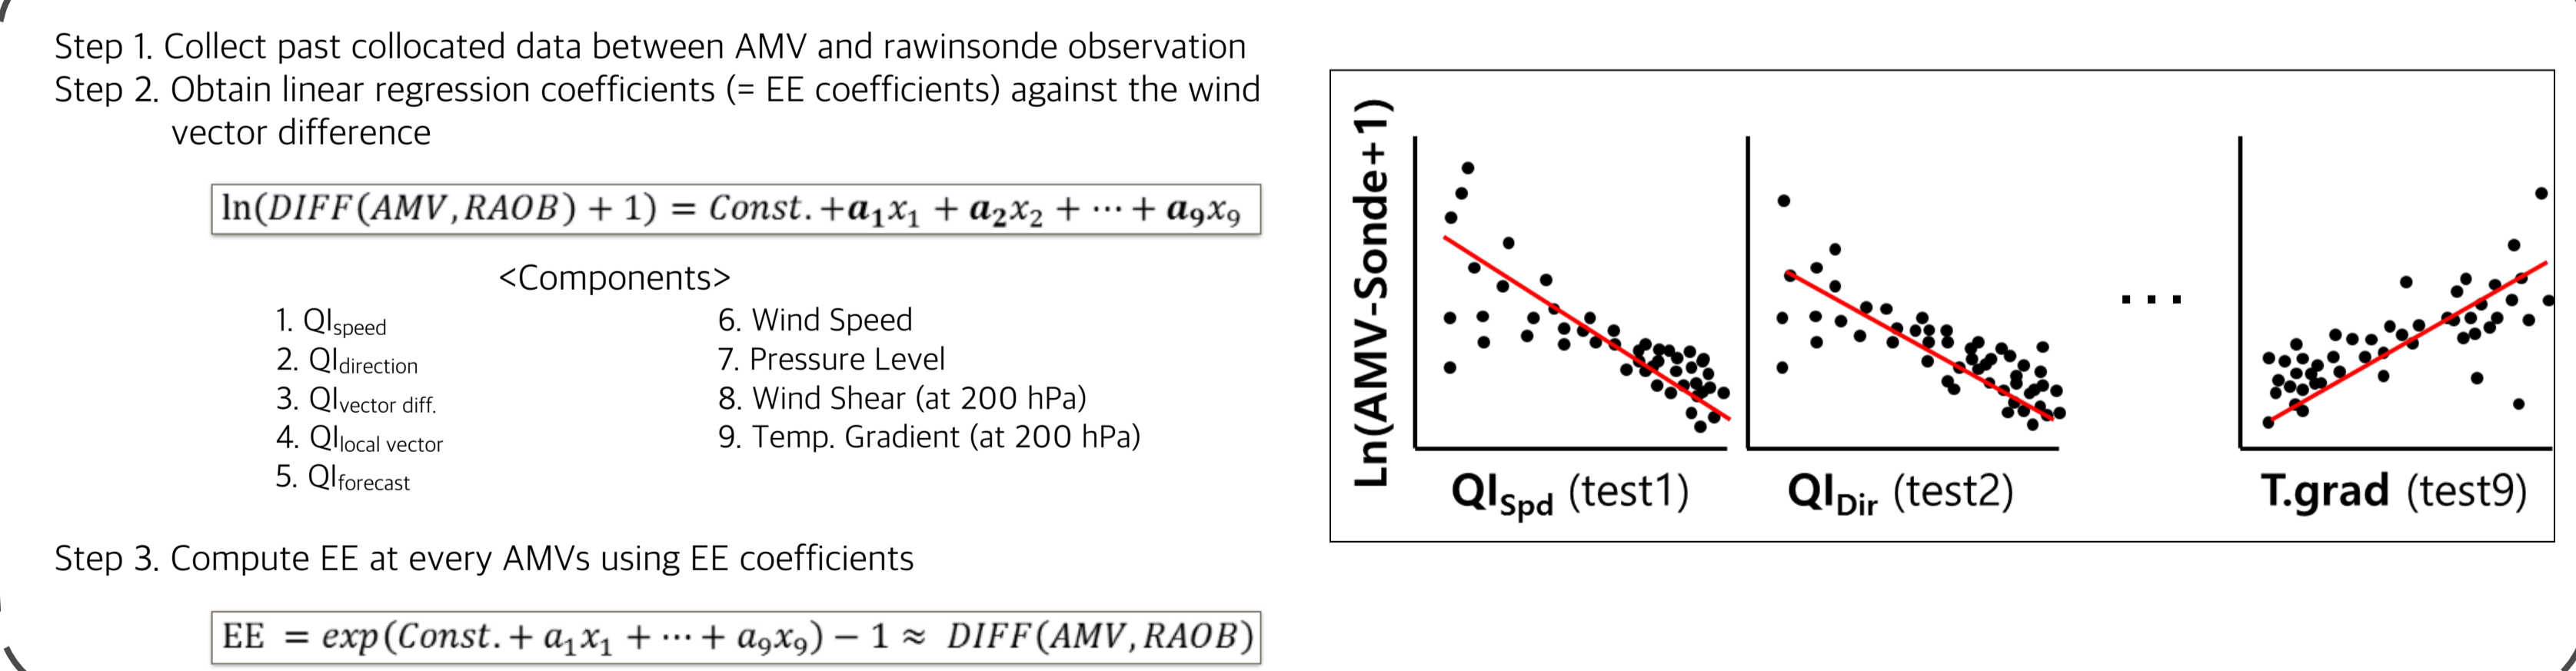 Step 1. Collect past collocated data between AMV and rawinsonde observation
Step 2. Obtain linear regression coefficients (= EE coefficients) against the wind
vector difference
ln(DIFF(AMV,RAOB) + 1) = Const.+a₁x₁ + a₂x₂ + ⋯ + a₉x₉
<Components>
1. QIspeed
2. QIdirection
3. QIvector diff.
4. QIlocal vector
5. QIforecast
6. Wind Speed
7. Pressure Level
8. Wind Shear (at 200 hPa)
9. Temp. Gradient (at 200 hPa)
Step 3. Compute EE at every AMVs using EE coefficients
EE = exp(Const.+ a₁x₁ + ⋯ + a₉x₉) − 1 ≈ DIFF(AMV,RAOB)
Ln(AMV-Sonde+1)
QISpd (test1)
QIDir (test2)
...
T.grad (test9)